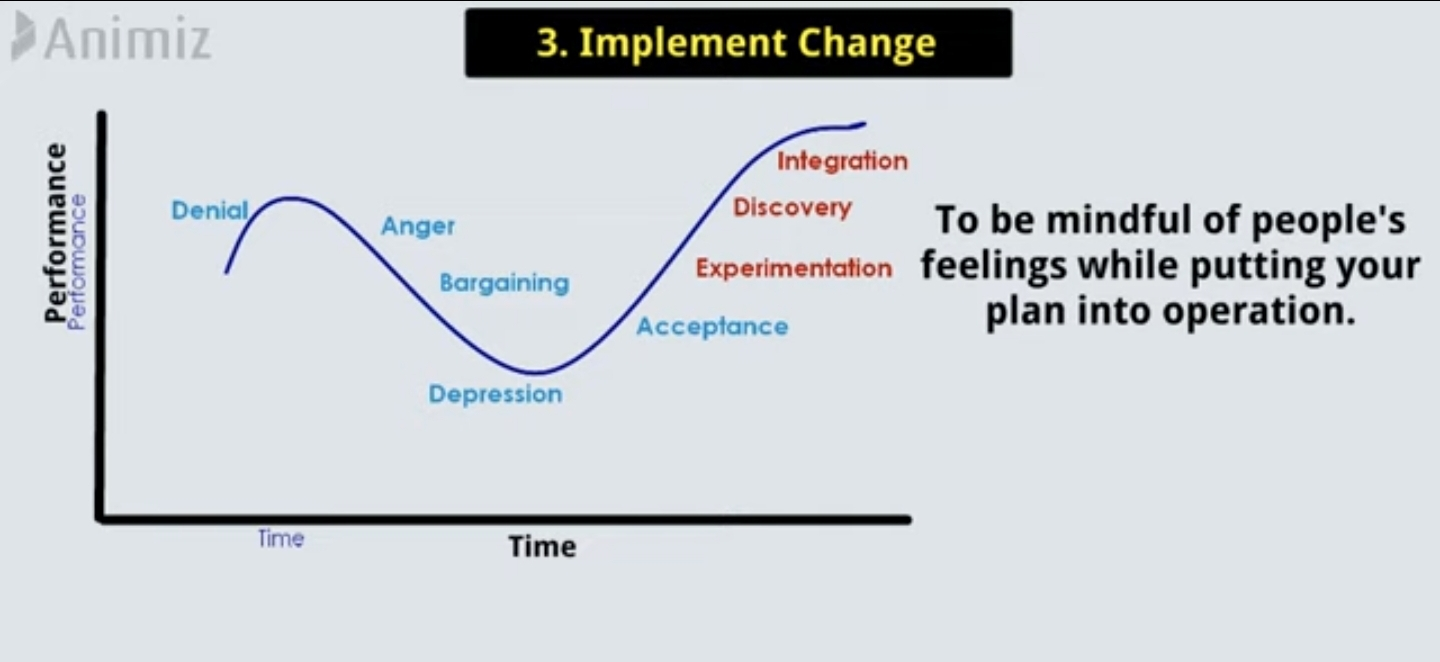 Animiz
3. Implement Change
Performance
Performance
Denial
Anger
Bargaining
Depression
Acceptance
Experimentation
Discovery
Integration
To be mindful of people's
feelings while putting your
plan into operation.
Time
Time